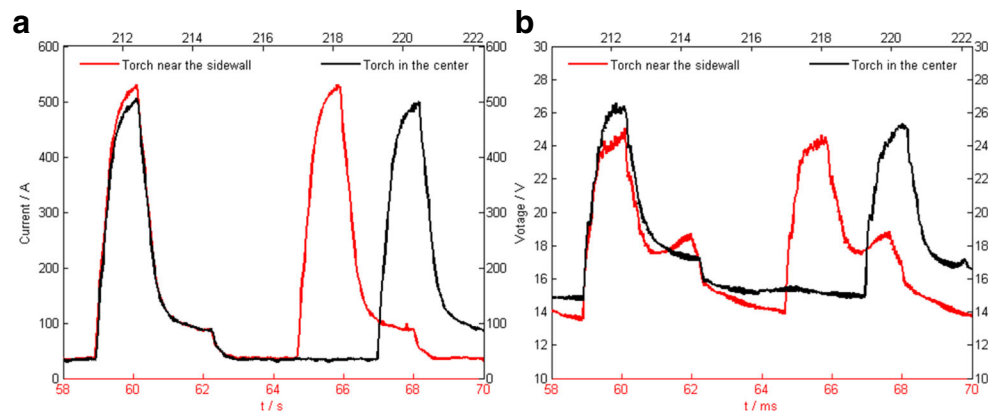 a
212 214 216 218 220 222
600 600
Torch near the sidewall Torch in the center
500 500
400 400
300 300
200 200
100 100
0 0
Current / A
58 60 62 64 66 68 70
t / s
b
212 214 216 218 220 222
30 30
Torch near the sidewall Torch in the center
28 28
26 26
24 24
22 22
20 20
18 18
16 16
14 14
12 12
10 10
Votage / V
58 60 62 64 66 68 70
t / ms